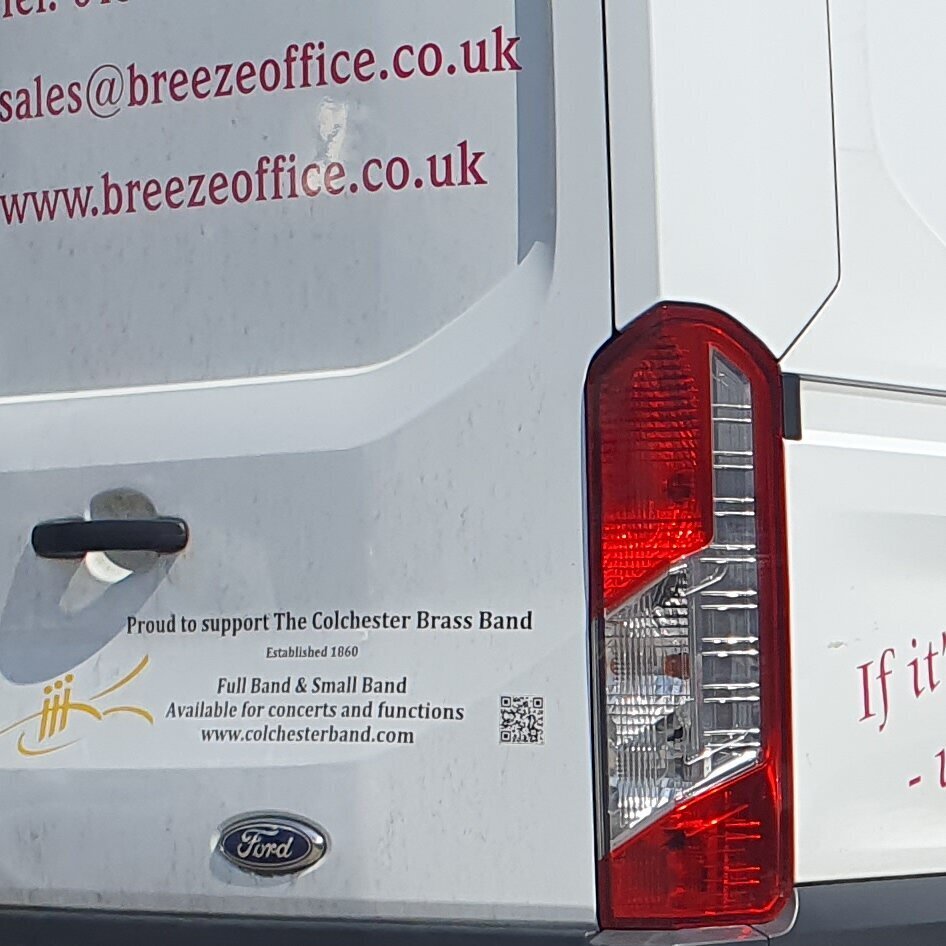 sales@breezeoffice.co.uk
www.breezeoffice.co.uk
Proud to support The Colchester Brass Band
Established 1860
Full Band & Small Band
Available for concerts and functions
www.colchesterband.com
Ford
If it'
-